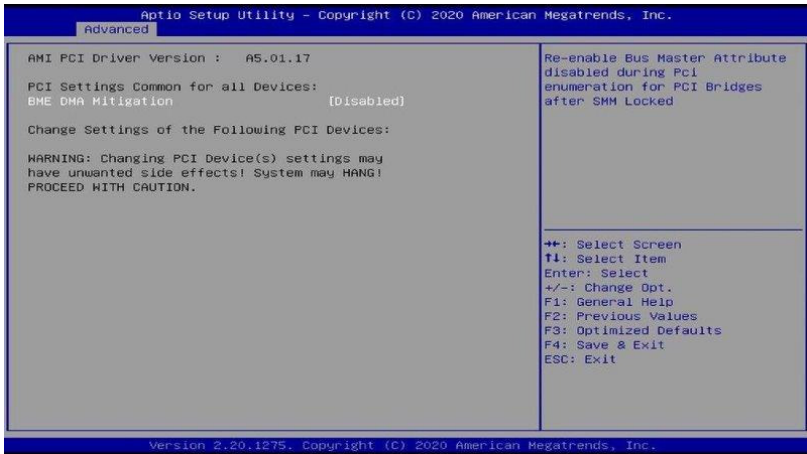 Aptio Setup Utility – Copyright (C) 2020 American Megatrends, Inc.
Advanced
AMI PCI Driver Version :   A5.01.17
PCI Settings Common for all Devices:
BME DMA Mitigation   [Disabled]
Change Settings of the Following PCI Devices:
WARNING: Changing PCI Device(s) settings may
have unwanted side effects! System may HANG!
PROCEED WITH CAUTION.
Re-enable Bus Master Attribute
disabled during Pci
enumeration for PCI Bridges
after SMM Locked
→←: Select Screen
↑↓: Select Item
Enter: Select
+/-: Change Opt.
F1: General Help
F2: Previous Values
F3: Optimized Defaults
F4: Save & Exit
ESC: Exit
Version 2.20.1275. Copyright (C) 2020 American Megatrends, Inc.